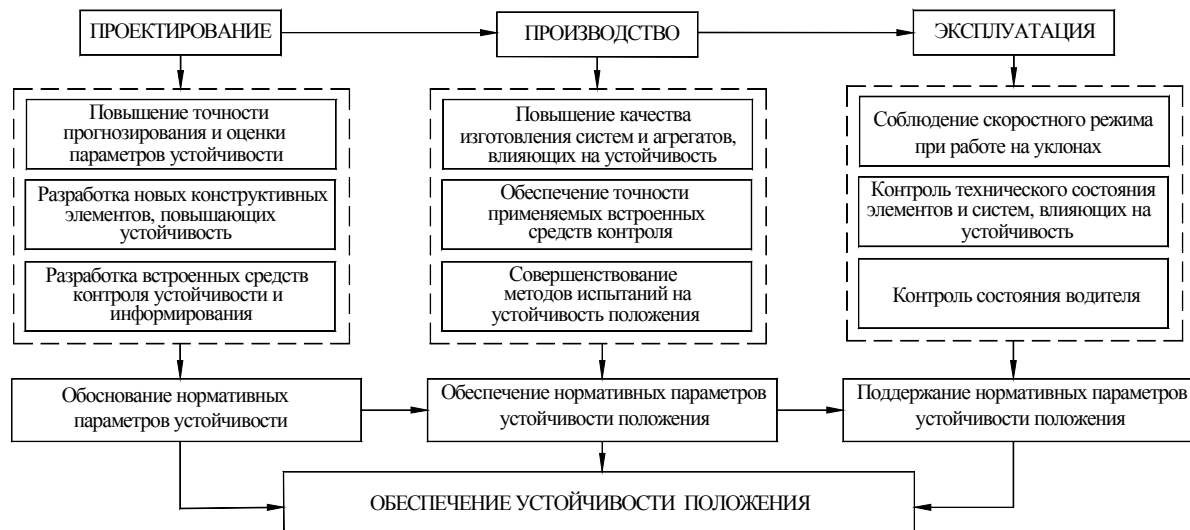 ПРОЕКТИРОВАНИЕ
ПРОИЗВОДСТВО
ЭКСПЛУАТАЦИЯ
Повышение точности
прогнозирования и оценки
параметров устойчивости
Разработка новых конструктивных
элементов, повышающих
устойчивость
Разработка встроенных средств
контроля устойчивости и
информирования
Повышение качества
изготовления систем и агрегатов,
влияющих на устойчивость
Обеспечение точности
применяемых встроенных
средств контроля
Совершенствование
методов испытаний на
устойчивость положения
Соблюдение скоростного режима
при работе на уклонах
Контроль технического состояния
элементов и систем, влияющих на
устойчивость
Контроль состояния водителя
Обоснование нормативных
параметров устойчивости
Обеспечение нормативных параметров
устойчивости положения
Поддержание нормативных параметров
устойчивости положения
ОБЕСПЕЧЕНИЕ УСТОЙЧИВОСТИ ПОЛОЖЕНИЯ